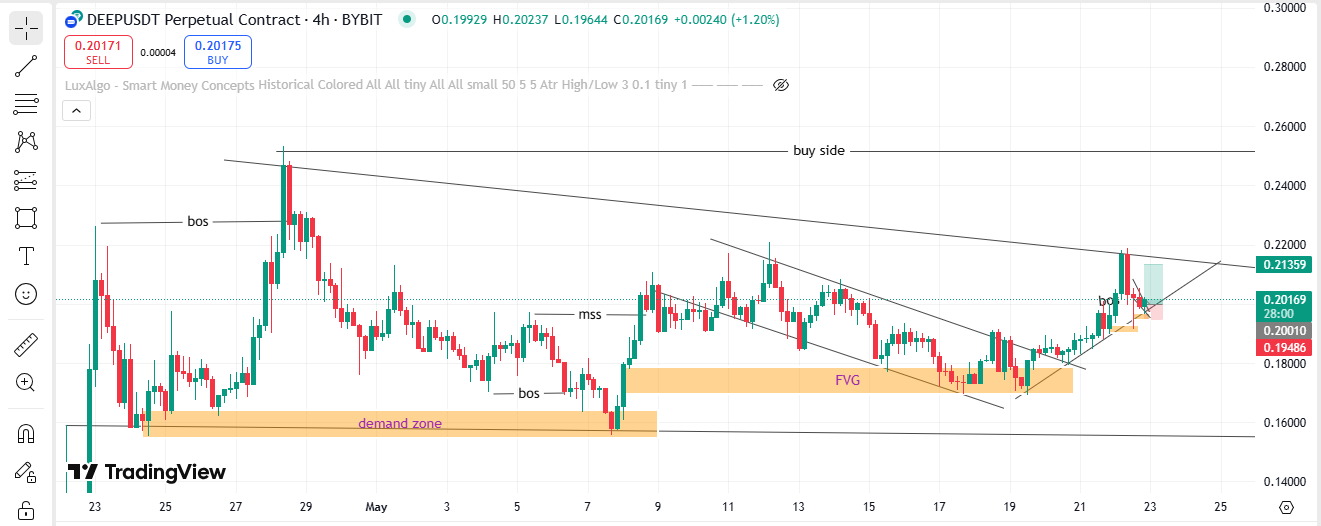 DEEPUSDT Perpetual Contract · 4h · BYBIT O0.19929 H0.20237 L0.19644 C0.20169 +0.00240 (+1.20%)
0.20171 SELL
0.00004
0.20175 BUY
LuxAlgo - Smart Money Concepts Historical Colored All All tiny All All small 50 5 5 Atr High/Low 3 0.1 tiny 1
0.30000
0.28000
0.26000
buy side
0.24000
bos
0.22000
0.21359
bos
0.20169
28:00
mss
0.20010
0.19486
0.18000
FVG
bos
demand zone
0.16000
TradingView
0.14000
23 25 27 29 May 3 5 7 9 11 13 15 17 19 21 23 25
T